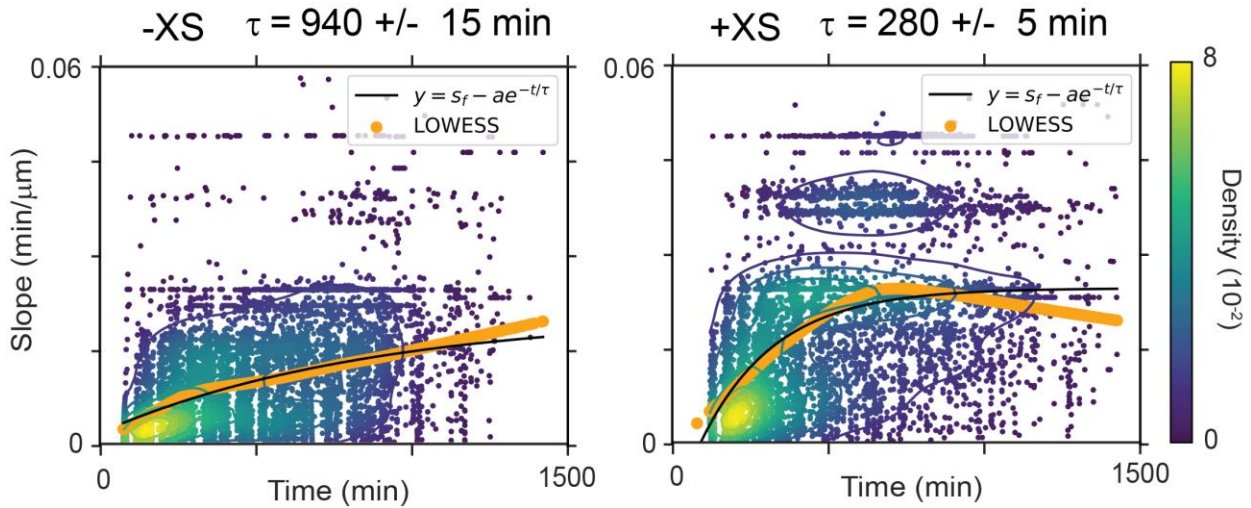 -XS τ = 940 +/- 15 min
+XS τ = 280 +/- 5 min
0.06
y = s_f − ae^{−t/τ}
LOWESS
Slope (min/μm)
0
0
1500
Time (min)
0.06
y = s_f − ae^{−t/τ}
LOWESS
0
0
1500
Time (min)
8
Density (10^{-2})
0